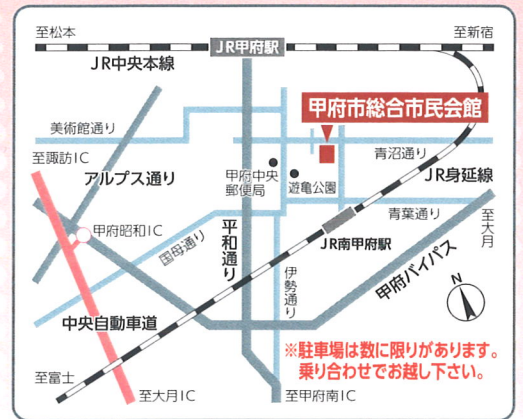 至松本
JR甲府駅
至新宿
JR中央本線
甲府市総合市民会館
美術館通り
青沼通り
至諏訪IC
アルプス通り
甲府中央
郵便局
遊亀公園
JR身延線
甲府昭和IC
国母通り
平和通り
青葉通り
至大月
JR南甲府駅
伊勢通り
甲府バイパス
N
中央自動車道
※駐車場は数に限りがあります。
乗り合わせでお越し下さい。
至富士
至大月IC
至甲府南IC